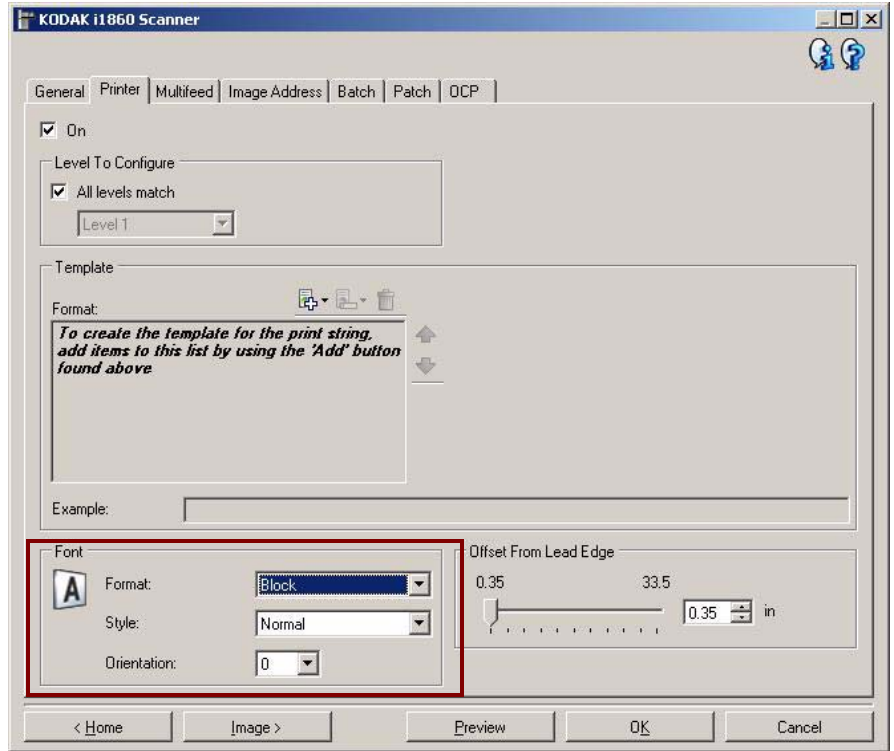 KODAK i1860 Scanner
General Printer Multifeed Image Address Batch Patch OCP
On
Level To Configure
All levels match
Level 1
Template
Format:
To create the template for the print string,
add items to this list by using the 'Add' button
found above
Example:
Font
A
Format: Block
Style: Normal
Orientation: 0
Offset From Lead Edge
0.35 33.5
0.35 in
< Home Image > Preview OK Cancel